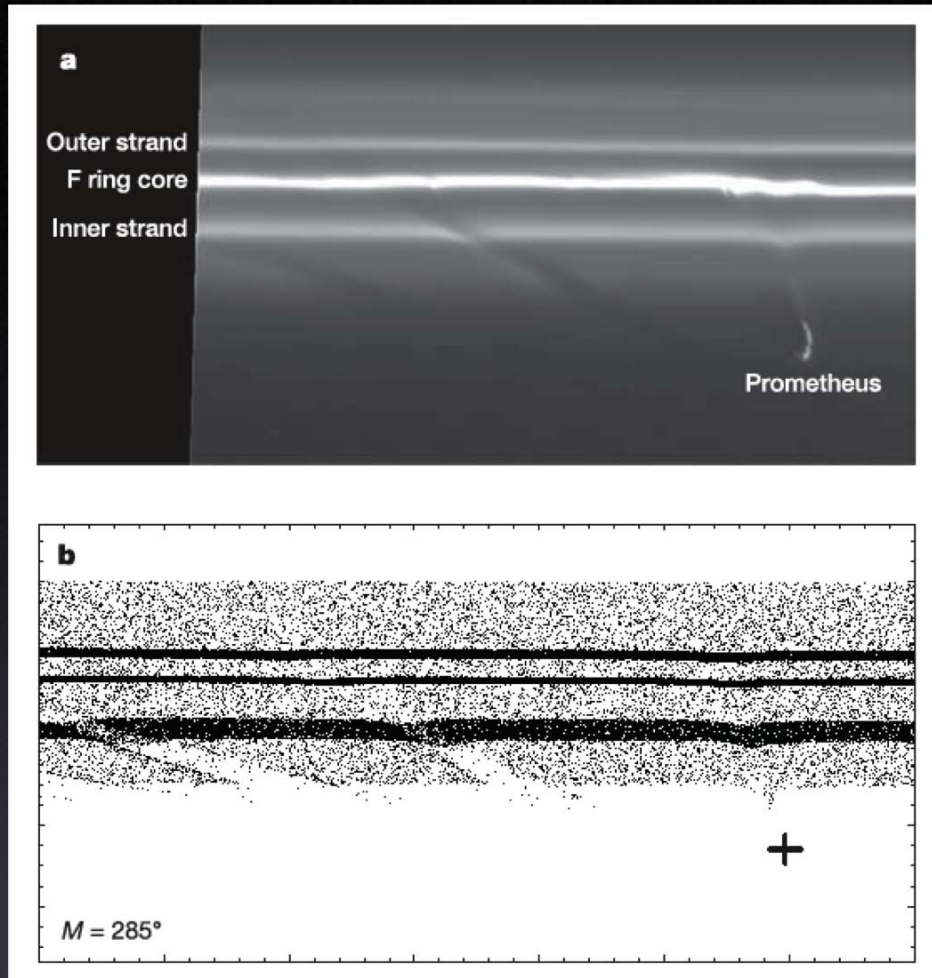 a
Outer strand
F ring core
Inner strand
Prometheus
b
M = 285°